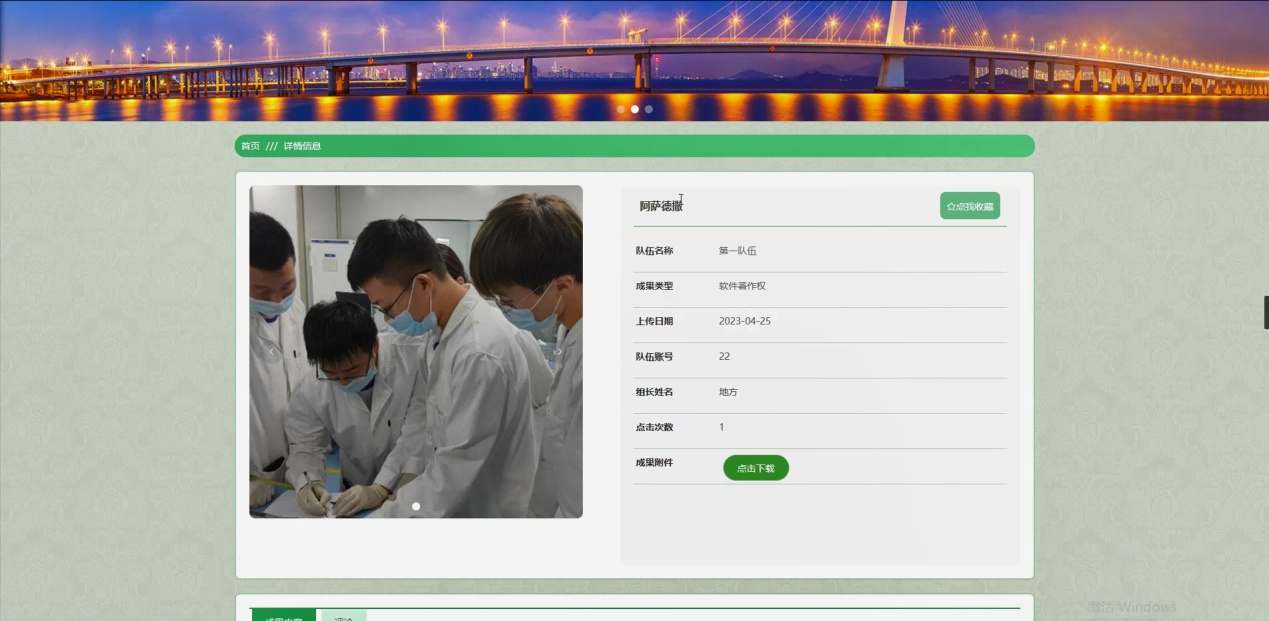 首页 /// 详情信息
阿萨德撒
☆点我收藏
队伍名称 第一队伍
成果类型 软件著作权
上传日期 2023-04-25
队伍账号 22
组长姓名 地方
点击次数 1
成果附件 点击下载
激活 Windows